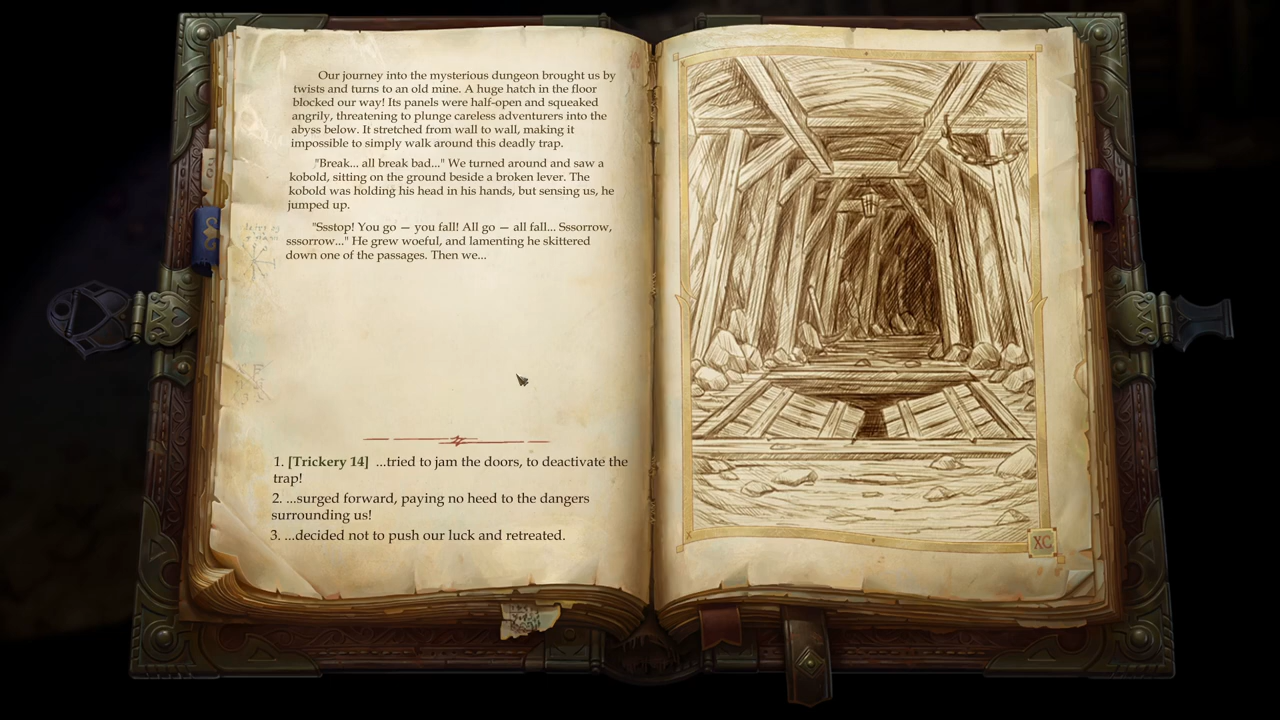 Our journey into the mysterious dungeon brought us by
twists and turns to an old mine. A huge hatch in the floor
blocked our way! Its panels were half-open and squeaked
angrily, threatening to plunge careless adventurers into the
abyss below. It stretched from wall to wall, making it
impossible to simply walk around this deadly trap.
"Break... all break bad..." We turned around and saw a
kobold, sitting on the ground beside a broken lever. The
kobold was holding his head in his hands, but sensing us, he
jumped up.
"Ssstop! You go — you fall! All go — all fall... Sssorrow,
sssorrow..." He grew woeful, and lamenting he skittered
down one of the passages. Then we...
1. [Trickery 14] ...tried to jam the doors, to deactivate the
trap!
2. ...surged forward, paying no heed to the dangers
surrounding us!
3. ...decided not to push our luck and retreated.
XC